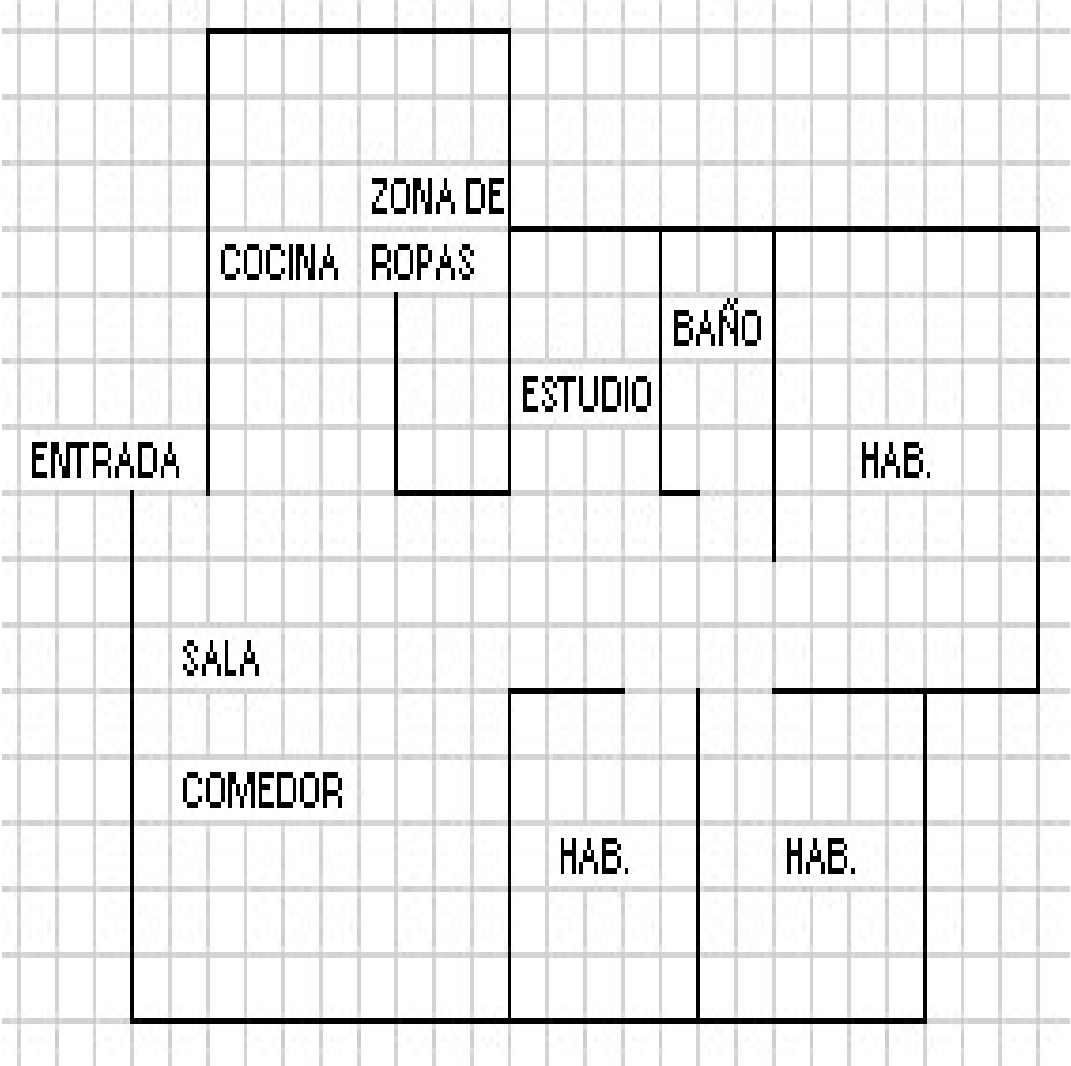 ZONA DE
COCINA ROPAS
BAÑO
ESTUDIO
ENTRADA
HAB.
SALA
COMEDOR
HAB.
HAB.